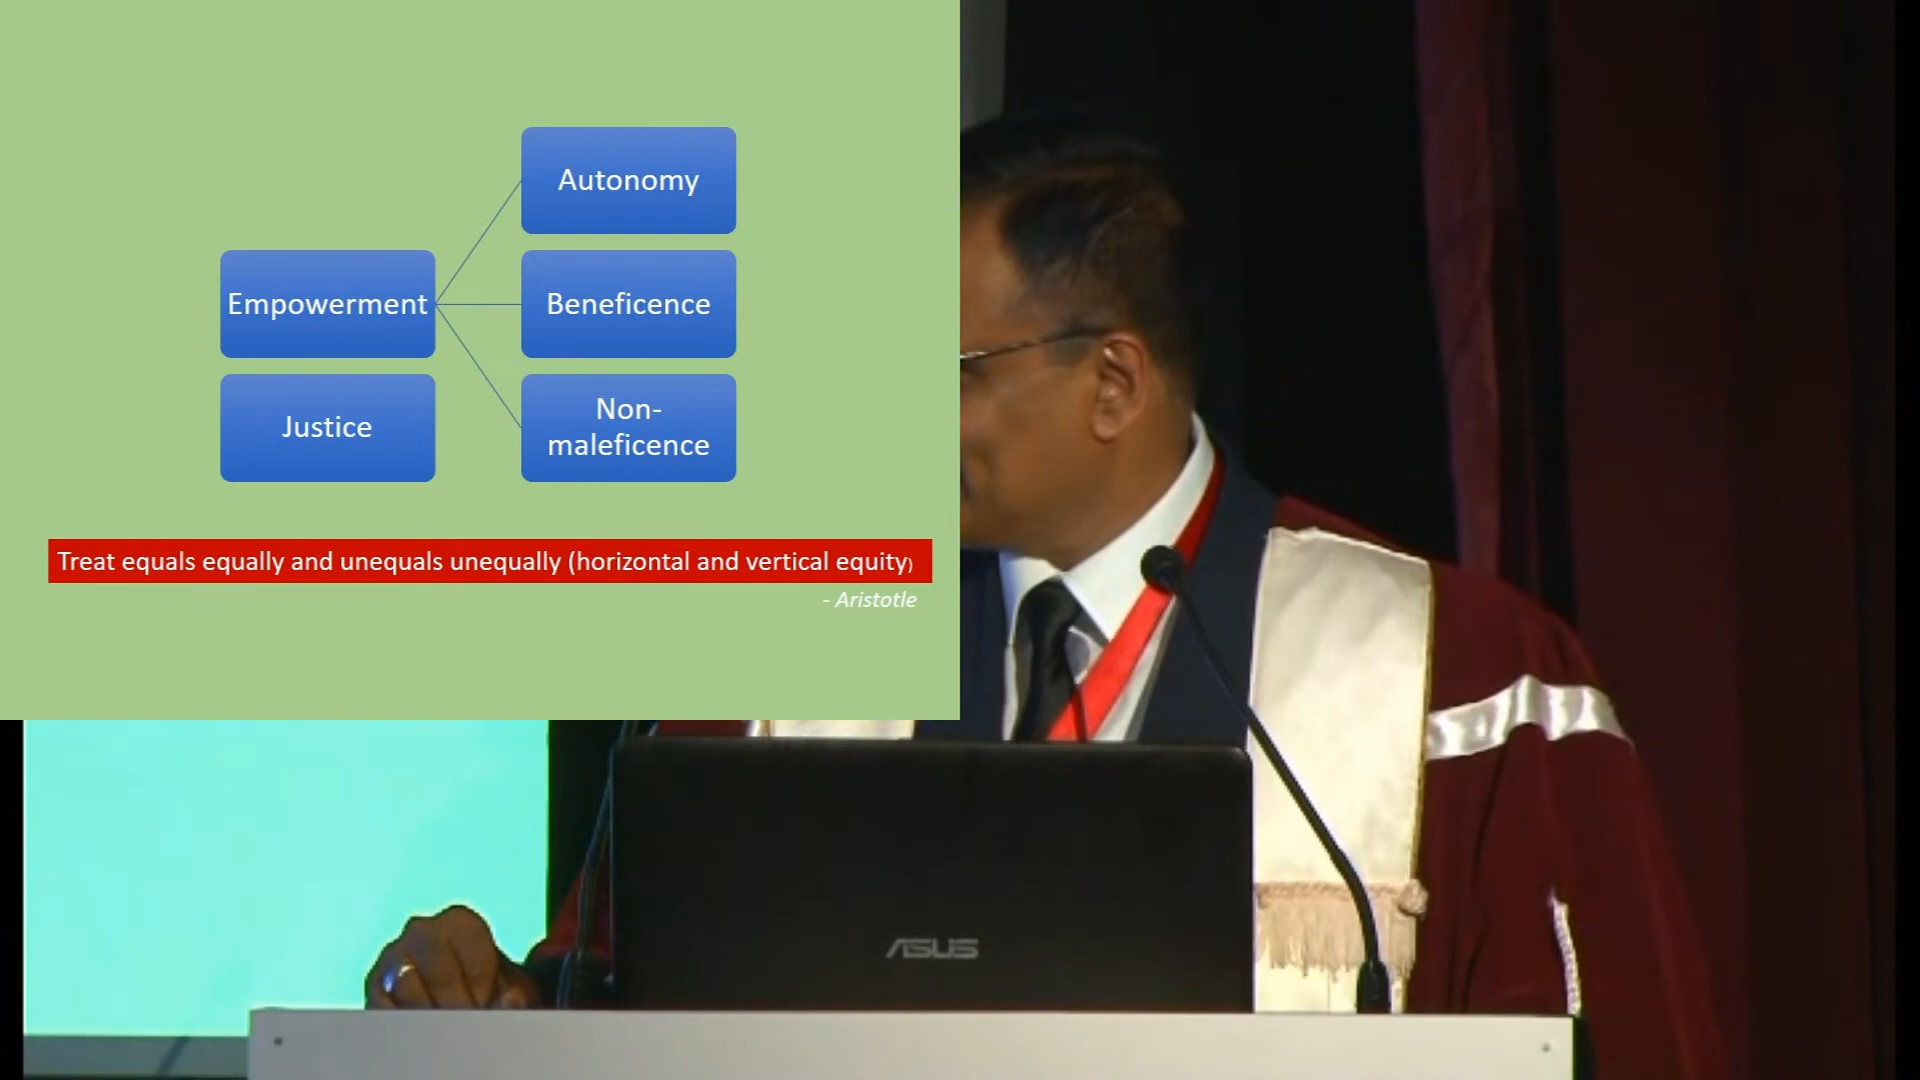 Autonomy
Empowerment
Beneficence
Justice
Non-
maleficence
Treat equals equally and unequals unequally (horizontal and vertical equity)
- Aristotle
ASUS